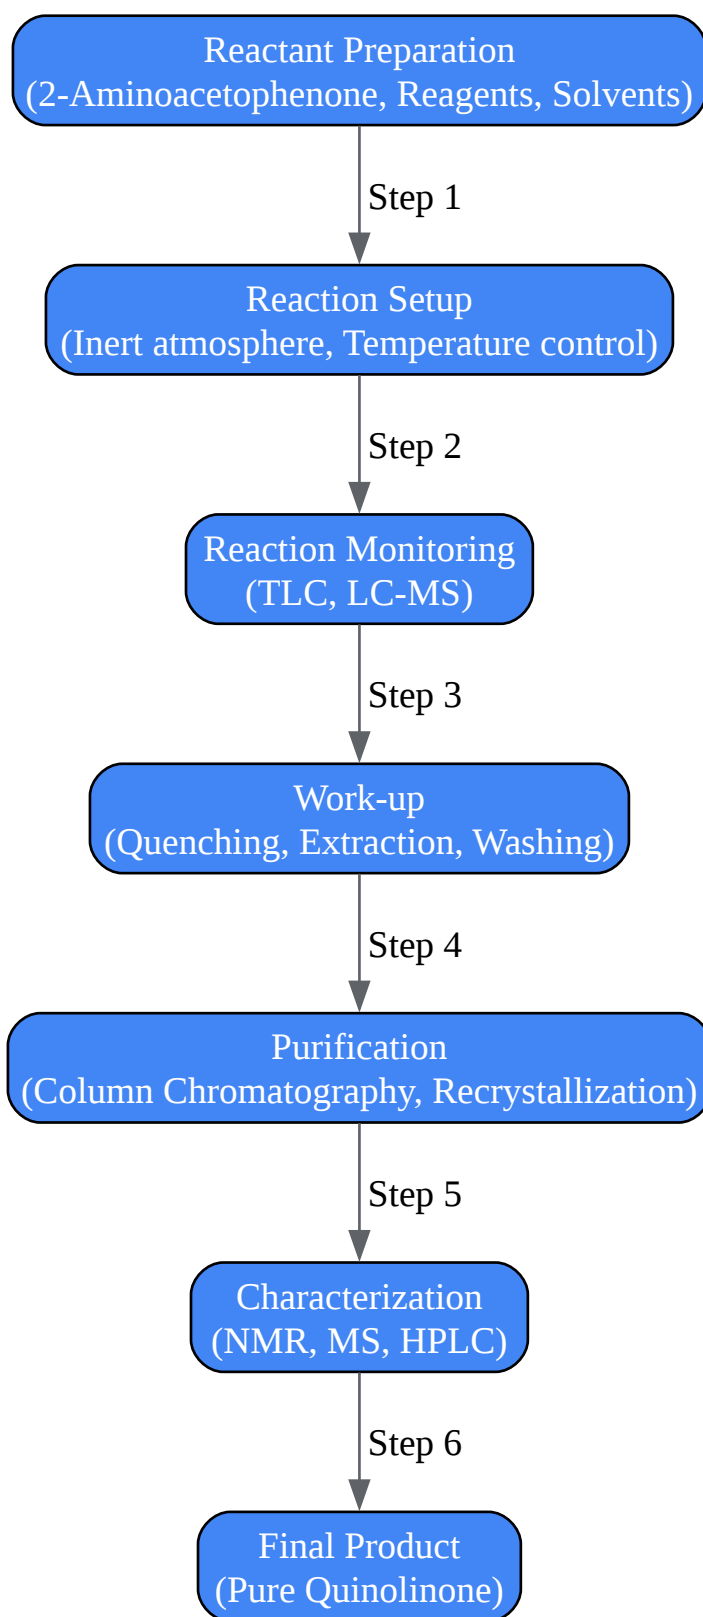 Reactant Preparation
(2-Aminoacetophenone, Reagents, Solvents)
Step 1
Reaction Setup
(Inert atmosphere, Temperature control)
Step 2
Reaction Monitoring
(TLC, LC-MS)
Step 3
Work-up
(Quenching, Extraction, Washing)
Step 4
Purification
(Column Chromatography, Recrystallization)
Step 5
Characterization
(NMR, MS, HPLC)
Step 6
Final Product
(Pure Quinolinone)